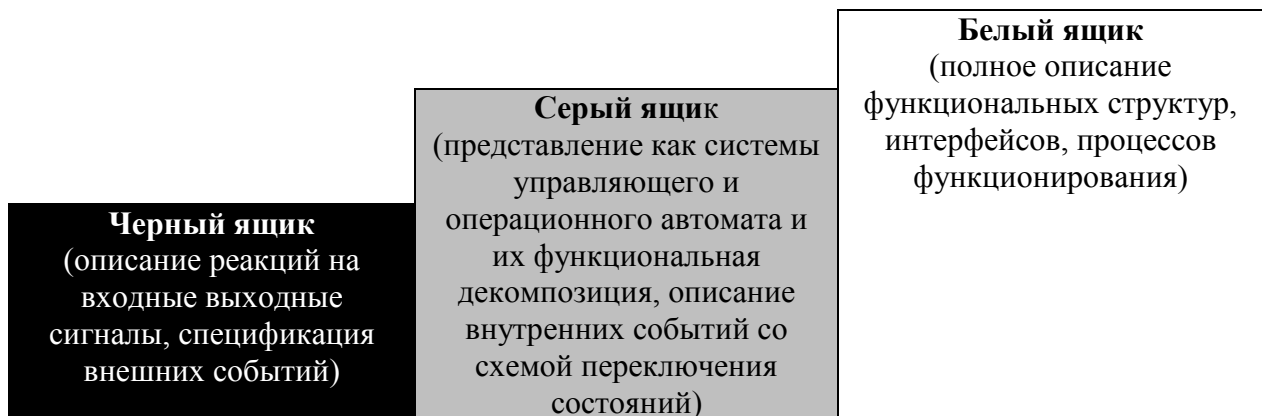 Черный ящик
(описание реакций на
входные выходные
сигналы, спецификация
внешних событий)
Серый ящик
(представление как системы
управляющего и
операционного автомата и
их функциональная
декомпозиция, описание
внутренних событий со
схемой переключения
состояний)
Белый ящик
(полное описание
функциональных структур,
интерфейсов, процессов
функционирования)